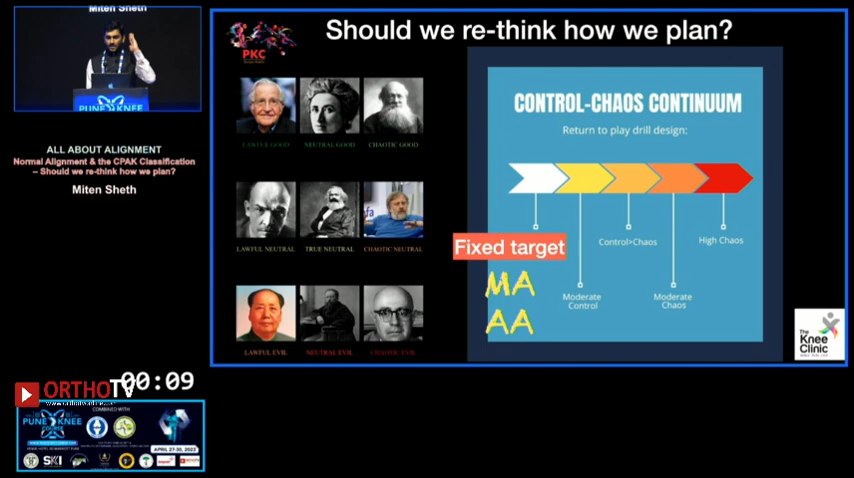 Miten Sheth
PUNE KNEE
ALL ABOUT ALIGNMENT
Normal Alignment & the CPAK Classification
– Should we re-think how we plan?
Miten Sheth
00:09
ORTHOTV
PUNE KNEE
COURSE
COMBINED WITH
APRIL 27-30, 2023
SKI
Should we re-think how we plan?
PKC
LAWFUL GOOD
NEUTRAL GOOD
CHAOTIC GOOD
LAWFUL NEUTRAL
TRUE NEUTRAL
CHAOTIC NEUTRAL
LAWFUL EVIL
NEUTRAL EVIL
CHAOTIC EVIL
CONTROL-CHAOS CONTINUUM
Return to play drill design:
Fixed target
MA
AA
Moderate
Control
Control>Chaos
Moderate
Chaos
High Chaos
The
Knee
Clinic